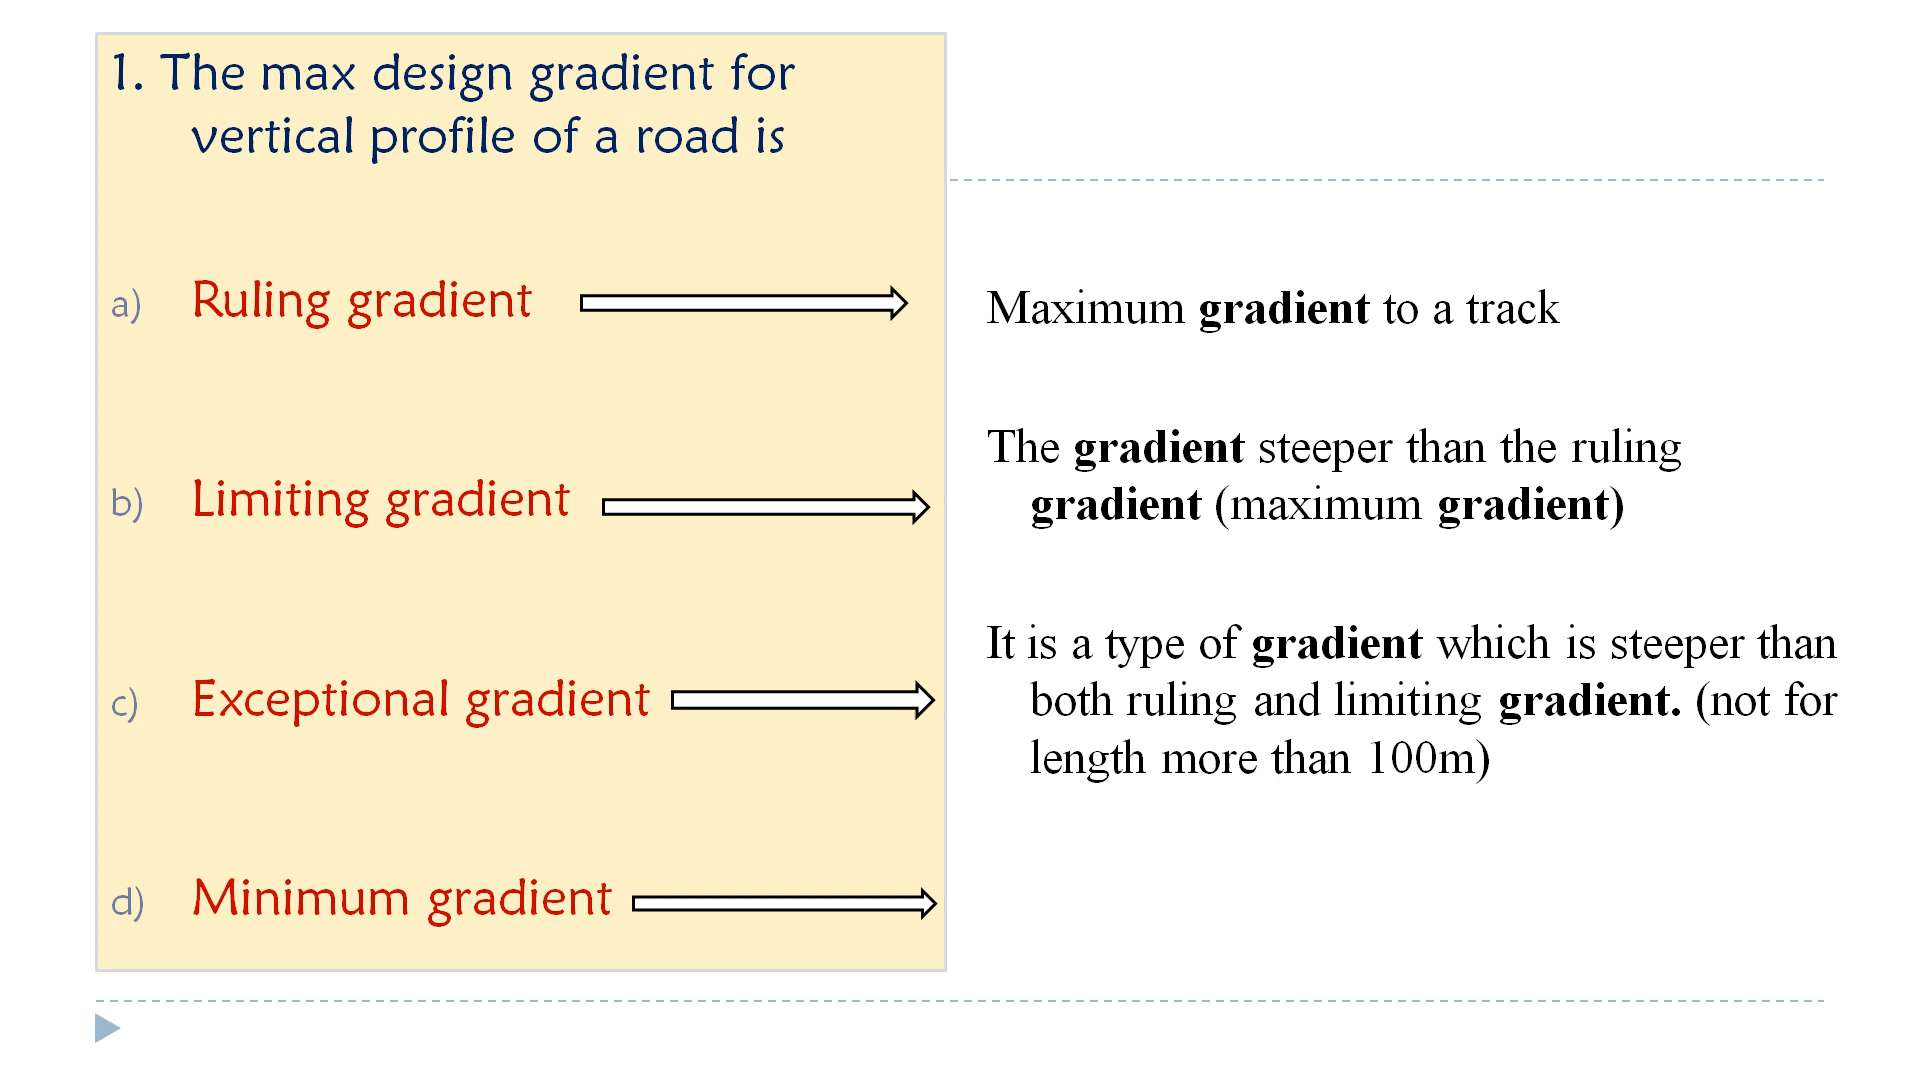 1. The max design gradient for
vertical profile of a road is
a) Ruling gradient
Maximum gradient to a track
b) Limiting gradient
The gradient steeper than the ruling
gradient (maximum gradient)
c) Exceptional gradient
It is a type of gradient which is steeper than
both ruling and limiting gradient. (not for
length more than 100m)
d) Minimum gradient